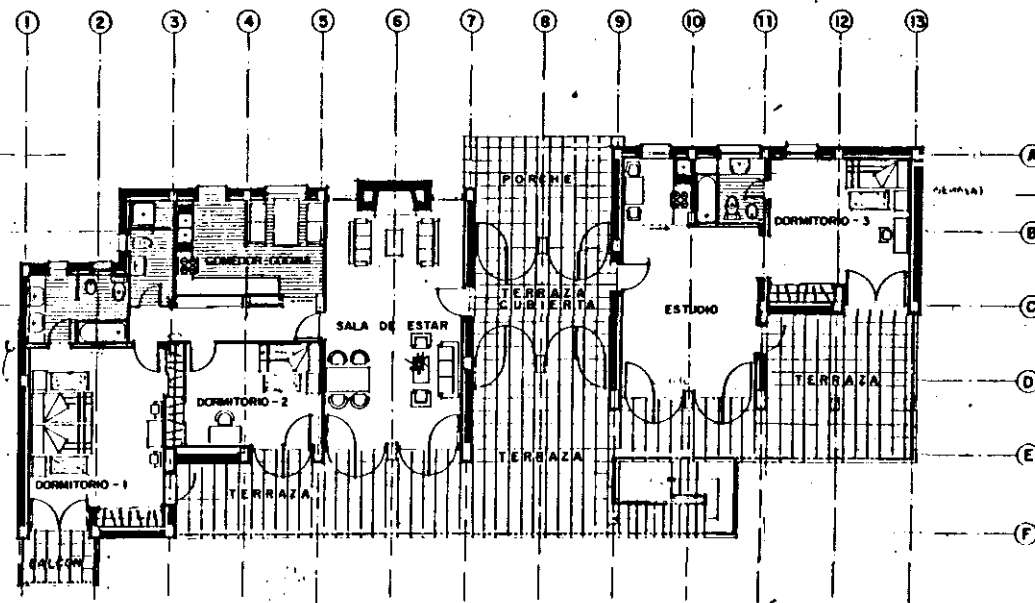 1 2 3 4 5 6 7 8 9 10 11 12 13
A
PORCHE
DORMITORIO - 3
B
COMEDOR-COCINA
TERRAZA
CUBIERTA
C
ESTUDIO
SALA DE ESTAR
D
TERRAZA
DORMITORIO - 2
E
TERRAZA
DORMITORIO - 1
TERRAZA
F
BALCON